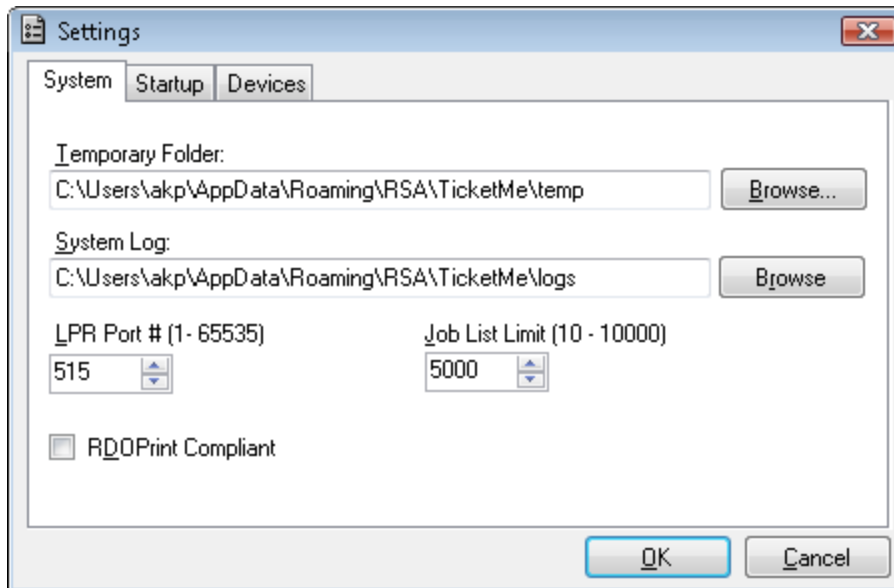 Settings
System Startup Devices
Temporary Folder:
C:\Users\akp\AppData\Roaming\RSA\TicketMe\temp Browse...
System Log:
C:\Users\akp\AppData\Roaming\RSA\TicketMe\logs Browse
LPR Port # (1- 65535) Job List Limit (10 - 10000)
515 5000
RDOPrint Compliant
OK Cancel